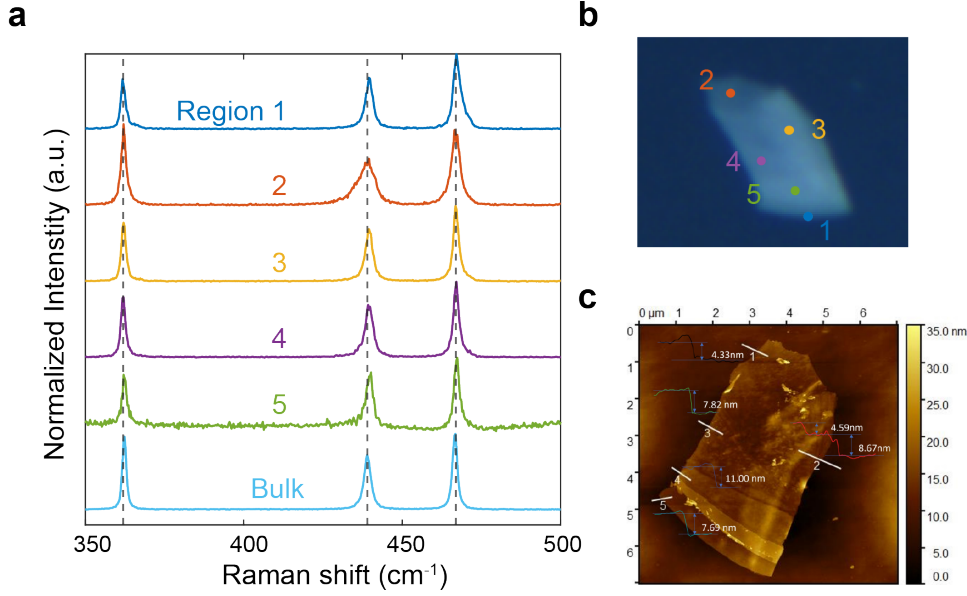 a
Normalized Intenstity (a.u.)
Region 1
2
3
4
5
Bulk
350
400
450
500
Raman shift (cm-1)
b
2
3
4
5
1
c
0 µm
1
2
3
4
5
6
0
1
2
3
4
5
6
4.33nm
1
7.82 nm
3
4.59nm
8.67nm
2
4
11.00 nm
5
7.69 nm
35.0 nm
30.0
25.0
20.0
15.0
10.0
5.0
0.0